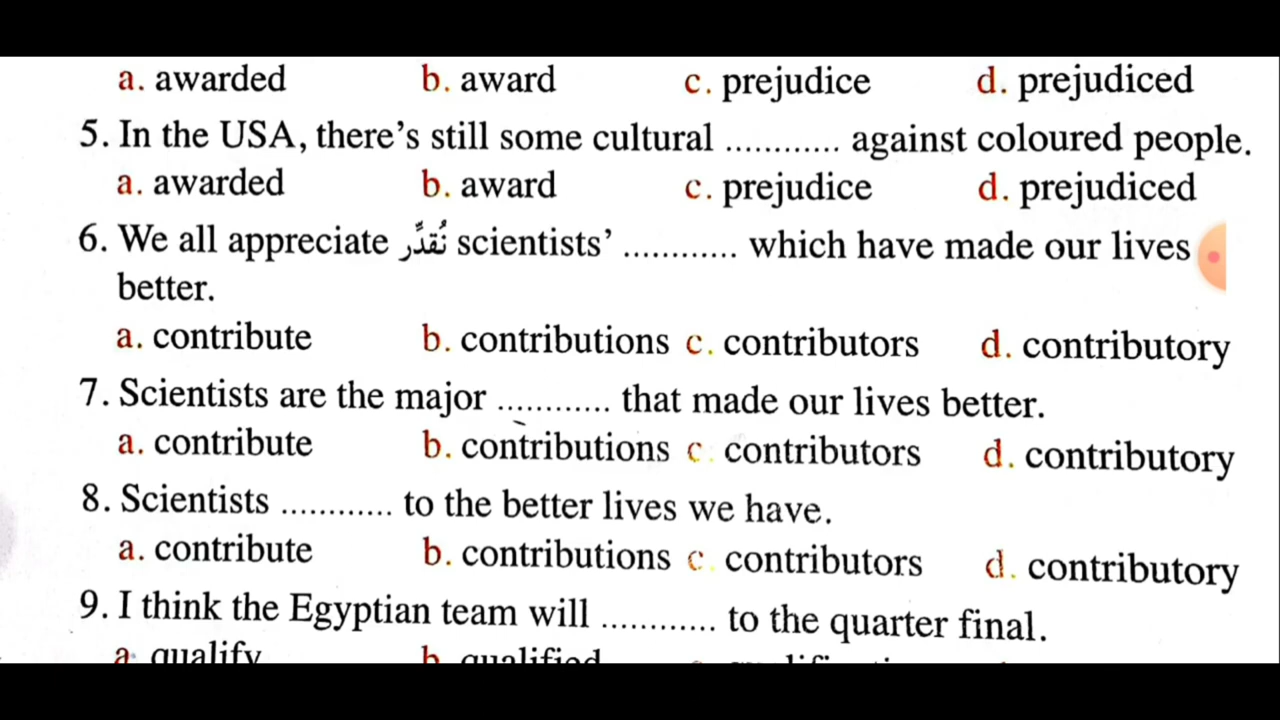 a. awarded b. award c. prejudice d. prejudiced
5. In the USA, there's still some cultural ............ against coloured people.
a. awarded b. award c. prejudice d. prejudiced
6. We all appreciate نُقدِّر scientists' ............ which have made our lives
better.
a. contribute b. contributions c. contributors d. contributory
7. Scientists are the major ............ that made our lives better.
a. contribute b. contributions c. contributors d. contributory
8. Scientists ............ to the better lives we have.
a. contribute b. contributions c. contributors d. contributory
9. I think the Egyptian team will ............ to the quarter final.
a. qualify b. qualified